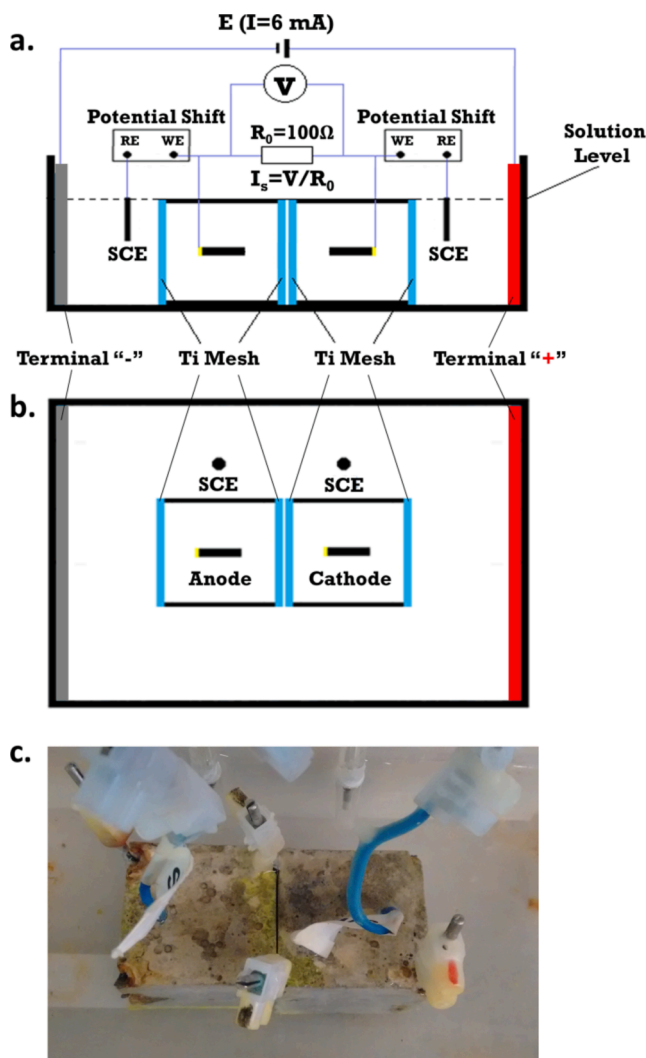 a.
E (I=6 mA)
V
Potential Shift
RE WE
R₀=100Ω
Iₛ=V/R₀
Potential Shift
WE RE
Solution
Level
SCE
SCE
Terminal “-”
Ti Mesh
Ti Mesh
Terminal “+”
b.
SCE
SCE
Anode
Cathode
c.